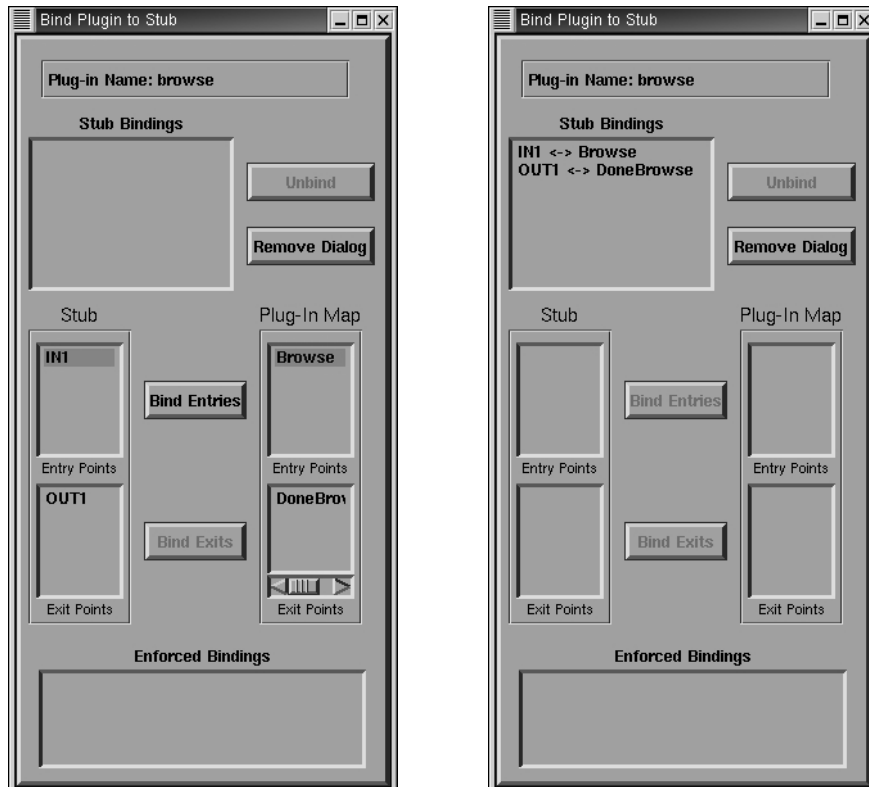 Bind Plugin to Stub
Plug-in Name: browse
Stub Bindings
Unbind
Remove Dialog
Stub
Plug-In Map
IN1
Browse
Bind Entries
Entry Points
Entry Points
OUT1
DoneBrow
Bind Exits
Exit Points
Exit Points
Enforced Bindings
Bind Plugin to Stub
Plug-in Name: browse
Stub Bindings
IN1 <-> Browse
OUT1 <-> DoneBrowse
Unbind
Remove Dialog
Stub
Plug-In Map
Bind Entries
Entry Points
Entry Points
Bind Exits
Exit Points
Exit Points
Enforced Bindings